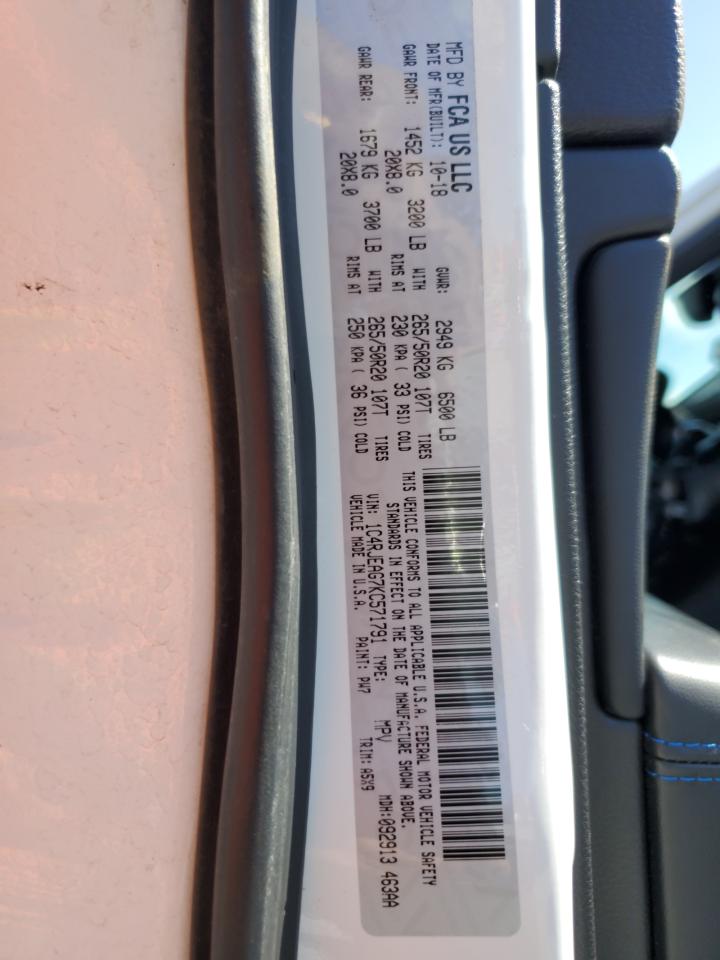 MFD BY FCA US LLC
DATE OF MFR(BUILT): 10-18 GVWR: 2949 KG 6500 LB
GAWR FRONT: 1452 KG 3200 LB WITH 265/50R20 107T TIRES
20X8.0 RIMS AT 230 KPA ( 33 PSI) COLD
GAWR REAR: 1679 KG 3700 LB WITH 265/50R20 107T TIRES
20X8.0 RIMS AT 250 KPA ( 36 PSI) COLD
THIS VEHICLE CONFORMS TO ALL APPLICABLE U.S.A. FEDERAL MOTOR VEHICLE SAFETY
STANDARDS IN EFFECT ON THE DATE OF MANUFACTURE SHOWN ABOVE.
VIN: 1C4RJEAG7KC571791 TYPE: MPV MDH:092913 463AA
VEHICLE MADE IN U.S.A. PAINT: PW7 TRIM:A5X9